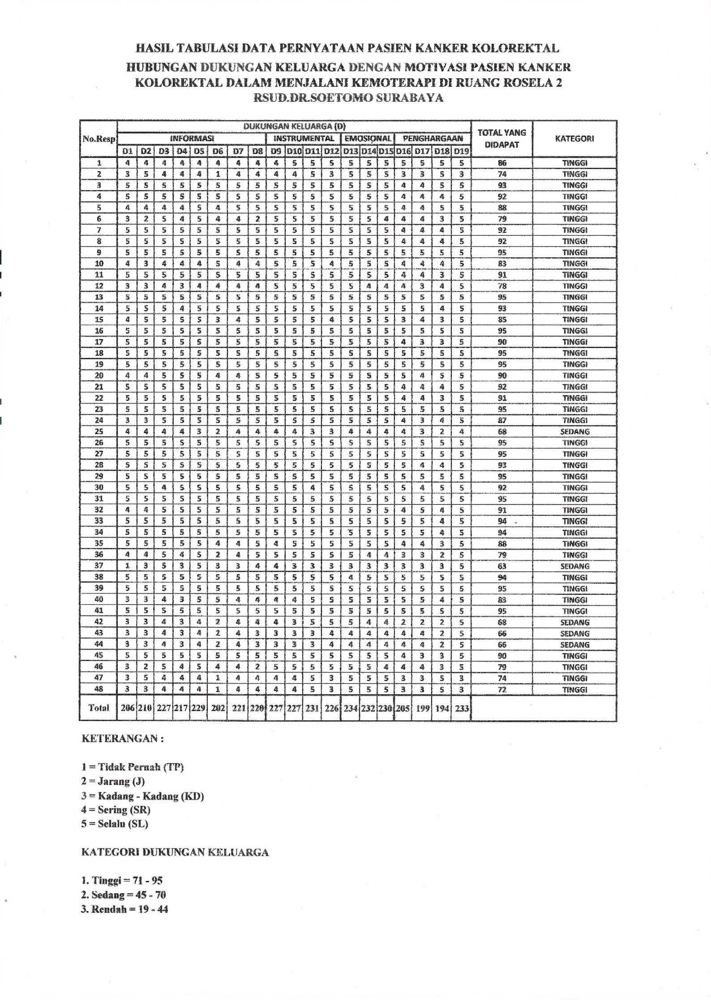 HASIL TABULASI DATA PERNYATAAN PASIEN KANKER KOLOREKTAL
HUBUNGAN DUKUNGAN KELUARGA DENGAN MOTIVASI PASIEN KANKER
KOLOREKTAL DALAM MENJALANI KEMOTERAPI DI RUANG ROSELA 2
RSUD.DR.SOETOMO SURABAYA
No.Resp DUKUNGAN KELUARGA (D) TOTAL YANG DIDAPAT KATEGORI
INFORMASI INSTRUMENTAL EMOSIONAL PENGHARGAAN
D1 D2 D3 D4 D5 D6 D7 D8 D9 D10 D11 D12 D13 D14 D15 D16 D17 D18 D19
1 4 4 4 4 4 4 4 4 4 5 5 5 5 5 5 5 5 5 5 86 TINGGI
2 3 5 4 4 4 1 4 4 4 4 5 3 5 5 5 3 3 5 3 74 TINGGI
3 5 5 5 5 5 5 5 5 5 5 5 5 5 5 5 4 4 5 5 93 TINGGI
4 5 5 5 5 5 5 5 5 5 5 5 5 5 5 5 4 4 4 5 92 TINGGI
5 4 4 4 4 5 4 5 5 5 5 5 5 5 5 5 4 4 5 5 88 TINGGI
6 3 2 5 4 5 4 4 2 5 5 5 5 5 5 4 4 4 3 5 79 TINGGI
7 5 5 5 5 5 5 5 5 5 5 5 5 5 5 5 4 4 4 5 92 TINGGI
8 5 5 5 5 5 5 5 5 5 5 5 5 5 5 5 4 4 4 5 92 TINGGI
9 5 5 5 5 5 5 5 5 5 5 5 5 5 5 5 5 5 5 5 95 TINGGI
10 4 3 4 4 4 5 4 4 5 5 5 4 5 5 5 4 4 4 5 83 TINGGI
11 5 5 5 5 5 5 5 5 5 5 5 5 5 5 5 4 4 3 5 91 TINGGI
12 3 3 4 3 4 4 4 4 5 5 5 5 5 4 4 4 3 4 5 78 TINGGI
13 5 5 5 5 5 5 5 5 5 5 5 5 5 5 5 5 5 5 5 95 TINGGI
14 5 5 5 4 5 5 5 5 5 5 5 5 5 5 5 5 5 4 5 93 TINGGI
15 4 5 5 5 5 3 4 5 5 5 5 4 5 5 5 3 4 3 5 85 TINGGI
16 5 5 5 5 5 5 5 5 5 5 5 5 5 5 5 5 5 5 5 95 TINGGI
17 5 5 5 5 5 5 5 5 5 5 5 5 5 5 5 4 3 3 5 90 TINGGI
18 5 5 5 5 5 5 5 5 5 5 5 5 5 5 5 5 5 5 5 95 TINGGI
19 5 5 5 5 5 5 5 5 5 5 5 5 5 5 5 5 5 5 5 95 TINGGI
20 4 4 5 5 5 4 4 5 5 5 5 5 5 5 5 5 4 5 5 90 TINGGI
21 5 5 5 5 5 5 5 5 5 5 5 5 5 5 5 4 4 4 5 92 TINGGI
22 5 5 5 5 5 5 5 5 5 5 5 5 5 5 5 4 4 3 5 91 TINGGI
23 5 5 5 5 5 5 5 5 5 5 5 5 5 5 5 5 5 5 5 95 TINGGI
24 3 3 5 5 5 5 5 5 5 5 5 5 5 5 5 4 3 4 5 87 TINGGI
25 4 4 4 4 3 2 4 4 4 4 3 3 4 4 4 4 3 2 4 68 SEDANG
26 5 5 5 5 5 5 5 5 5 5 5 5 5 5 5 5 5 5 5 95 TINGGI
27 5 5 5 5 5 5 5 5 5 5 5 5 5 5 5 5 5 5 5 95 TINGGI
28 5 5 5 5 5 5 5 5 5 5 5 5 5 5 5 5 4 4 5 93 TINGGI
29 5 5 5 5 5 5 5 5 5 5 5 5 5 5 5 5 5 5 5 95 TINGGI
30 5 5 4 5 5 5 5 5 5 5 4 5 5 5 5 5 4 5 5 92 TINGGI
31 5 5 5 5 5 5 5 5 5 5 5 5 5 5 5 5 5 5 5 95 TINGGI
32 4 4 5 5 5 5 5 5 5 5 5 5 5 5 5 4 5 4 5 91 TINGGI
33 5 5 5 5 5 5 5 5 5 5 5 5 5 5 5 5 5 4 5 94 TINGGI
34 5 5 5 5 5 5 5 5 5 5 5 5 5 5 5 5 5 4 5 94 TINGGI
35 5 5 5 5 5 4 4 5 4 5 5 5 5 5 5 4 4 3 5 88 TINGGI
36 4 4 5 4 5 2 4 5 5 5 5 5 5 4 4 3 3 2 5 79 TINGGI
37 1 3 5 3 5 3 3 4 4 3 3 3 3 3 3 3 3 3 5 63 SEDANG
38 5 5 5 5 5 5 5 5 5 5 5 5 4 5 5 5 5 5 5 94 TINGGI
39 5 5 5 5 5 5 5 5 5 5 5 5 5 5 5 5 5 5 5 95 TINGGI
40 3 3 4 3 5 5 4 4 4 4 5 5 5 5 5 5 5 4 5 83 TINGGI
41 5 5 5 5 5 5 5 5 5 5 5 5 5 5 5 5 5 5 5 95 TINGGI
42 3 3 4 3 4 2 4 4 4 3 5 5 5 4 4 2 2 2 5 68 SEDANG
43 3 3 4 3 4 2 4 3 3 3 3 4 4 4 4 4 4 2 5 66 SEDANG
44 3 3 4 3 4 2 4 3 3 3 3 4 4 4 4 4 4 2 5 66 SEDANG
45 5 5 5 5 5 5 5 5 5 5 5 5 5 5 5 4 3 3 5 90 TINGGI
46 3 2 5 4 5 4 4 2 5 5 5 5 5 5 4 4 4 3 5 79 TINGGI
47 3 5 4 4 4 1 4 4 4 4 5 3 5 5 5 3 3 5 3 74 TINGGI
48 3 3 4 4 4 1 4 4 4 4 5 3 5 5 5 3 3 5 3 72 TINGGI
Total 206 210 227 217 229 202 221 220 227 227 231 226 234 232 230 205 199 194 233
KETERANGAN :
1 = Tidak Pernah (TP)
2 = Jarang (J)
3 = Kadang - Kadang (KD)
4 = Sering (SR)
5 = Selalu (SL)
KATEGORI DUKUNGAN KELUARGA
1. Tinggi = 71 - 95
2. Sedang = 45 - 70
3. Rendah = 19 - 44